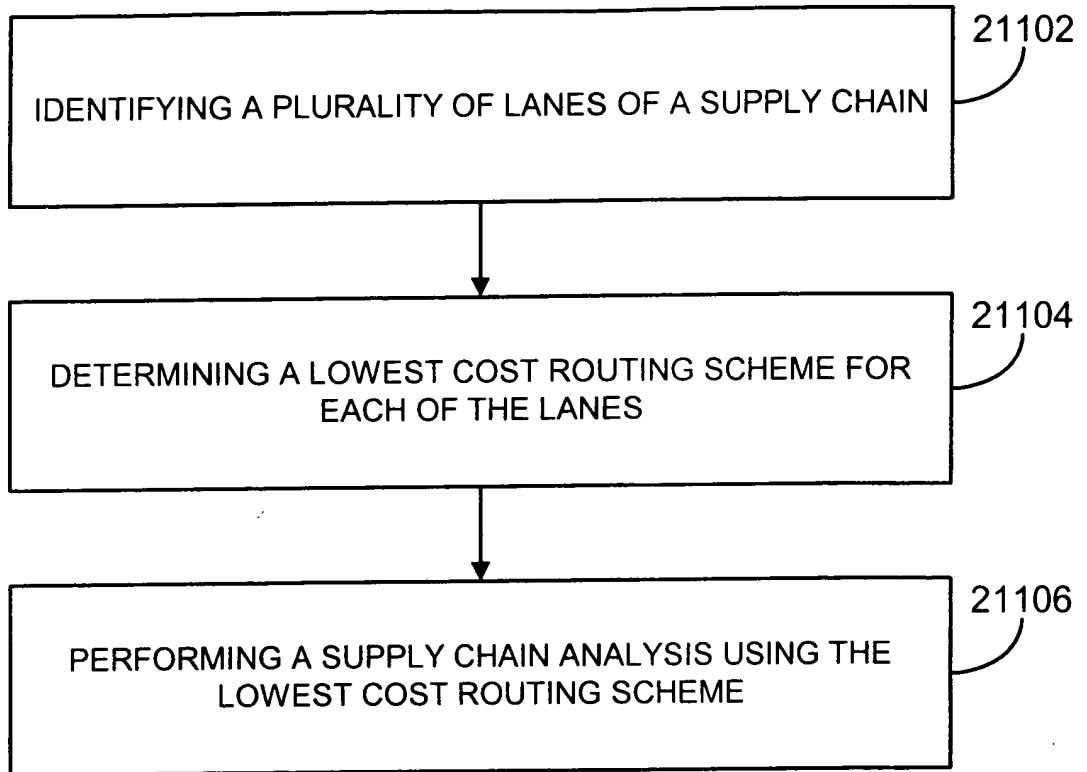 21102
IDENTIFYING A PLURALITY OF LANES OF A SUPPLY CHAIN
21104
DETERMINING A LOWEST COST ROUTING SCHEME FOR
EACH OF THE LANES
21106
PERFORMING A SUPPLY CHAIN ANALYSIS USING THE
LOWEST COST ROUTING SCHEME